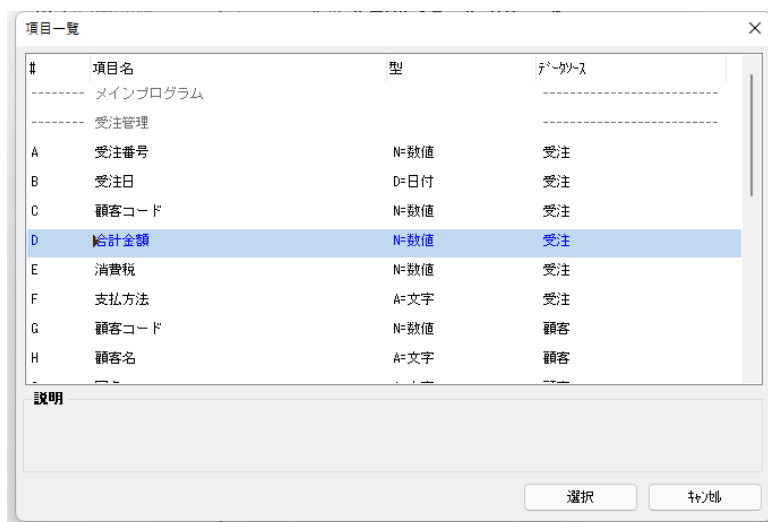 項目一覧
# 項目名 型 ﾃﾞｰﾀｿｰｽ
-------- メインプログラム --------------------------
-------- 受注管理 --------------------------
A 受注番号 N=数値 受注
B 受注日 D=日付 受注
C 顧客コード N=数値 受注
D 合計金額 N=数値 受注
E 消費税 N=数値 受注
F 支払方法 A=文字 受注
G 顧客コード N=数値 顧客
H 顧客名 A=文字 顧客
説明
選択 ｷｬﾝｾﾙ